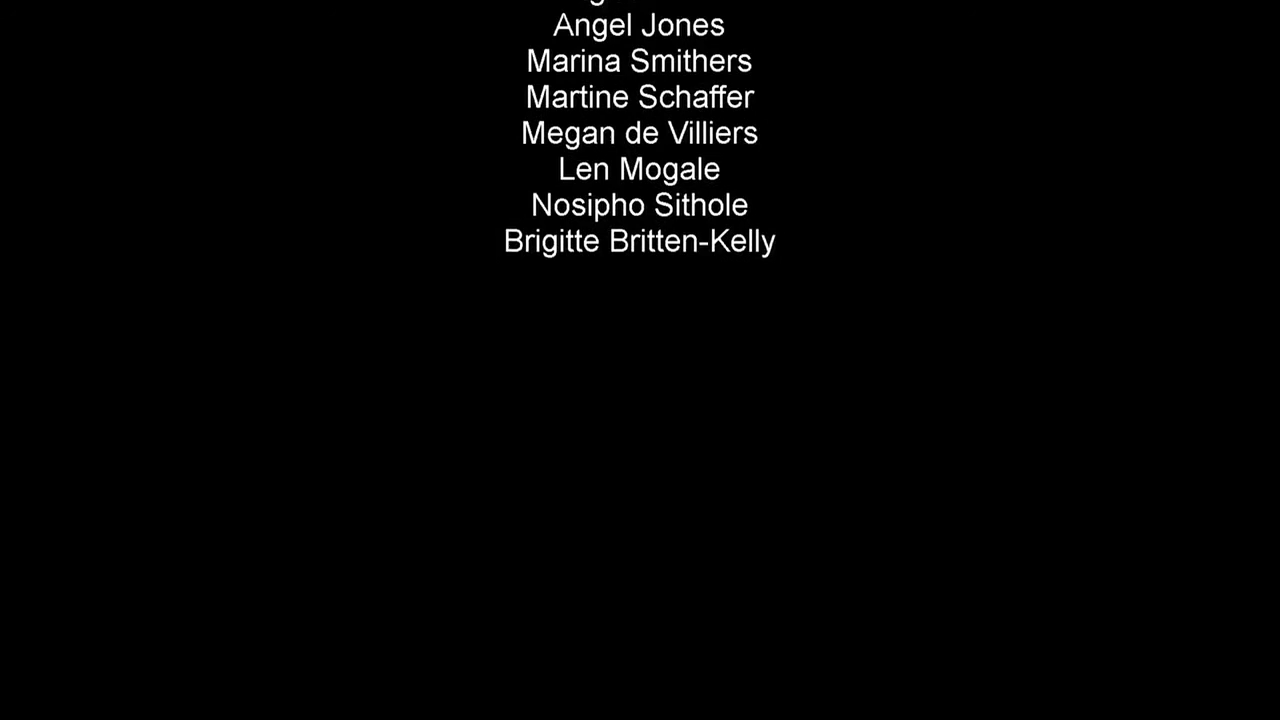 Angel Jones
Marina Smithers
Martine Schaffer
Megan de Villiers
Len Mogale
Nosipho Sithole
Brigitte Britten-Kelly